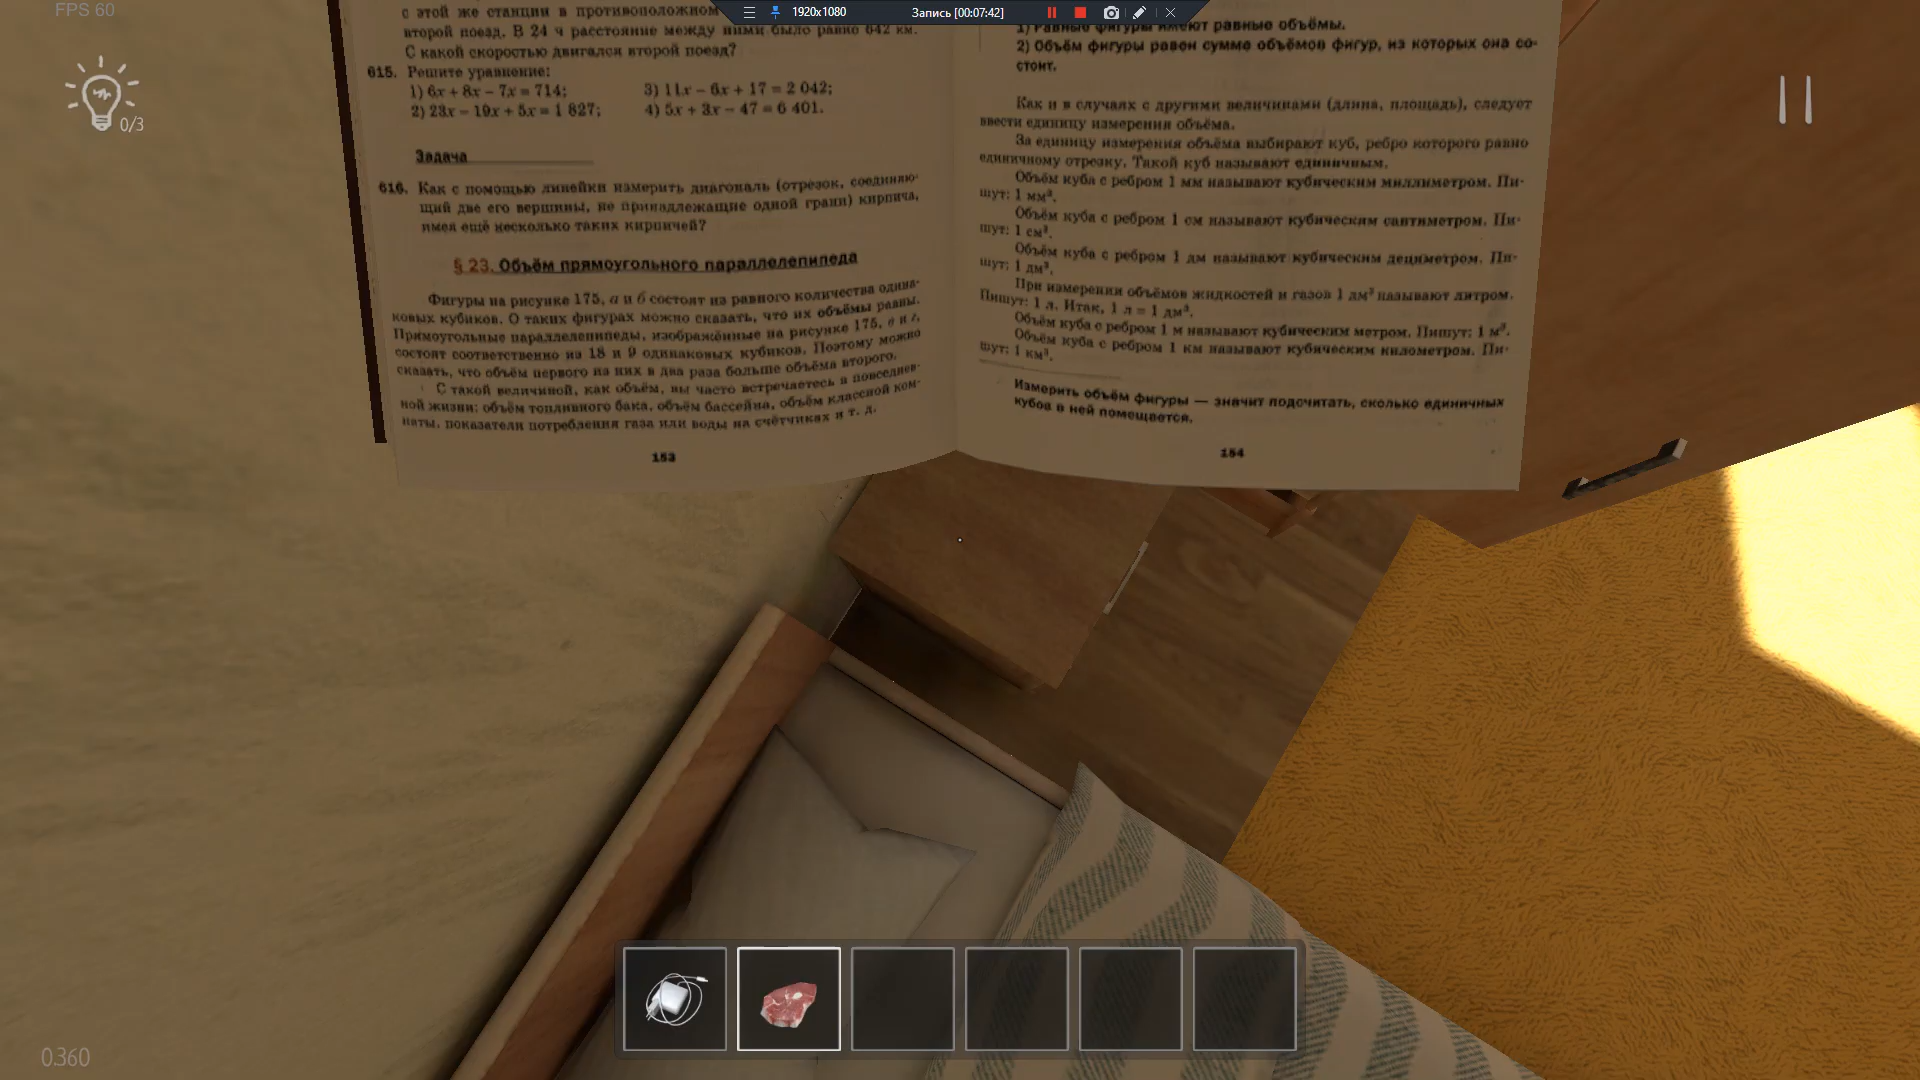 FPS 60
0/3
1920x1080
Запись [00:07:42]
с этой же станции в противоположном
второй поезд. В 24 ч расстояние между ними было равно 642 км.
С какой скоростью двигался второй поезд?
615. Решите уравнение:
1) 6x + 8x − 7x = 714;
3) 11x − 6x + 17 = 2 042;
2) 23x − 19x + 5x = 1 827;
4) 5x + 3x − 47 = 6 401.
Задача
616. Как с помощью линейки измерить диагональ (отрезок, соединяю-
щий две его вершины, не принадлежащие одной грани) кирпича,
имея ещё несколько таких кирпичей?
§ 23. Объём прямоугольного параллелепипеда
Фигуры на рисунке 175, а и б состоят из равного количества одина-
ковых кубиков. О таких фигурах можно сказать, что их объёмы равны.
Прямоугольные параллелепипеды, изображённые на рисунке 175, в и г,
состоят соответственно из 18 и 9 одинаковых кубиков. Поэтому можно
сказать, что объём первого из них в два раза больше объёма второго.
С такой величиной, как объём, вы часто встречаетесь в повседнев-
ной жизни: объём топливного бака, объём бассейна, объём классной ком-
наты, показатели потребления газа или воды на счётчиках и т. д.
153
1) Равные фигуры имеют равные объёмы.
2) Объём фигуры равен сумме объёмов фигур, из которых она со-
стоит.
Как и в случаях с другими величинами (длина, площадь), следует
ввести единицу измерения объёма.
За единицу измерения объёма выбирают куб, ребро которого равно
единичному отрезку. Такой куб называют единичным.
Объём куба с ребром 1 мм называют кубическим миллиметром. Пи-
шут: 1 мм³.
Объём куба с ребром 1 см называют кубическим сантиметром. Пи-
шут: 1 см³.
Объём куба с ребром 1 дм называют кубическим дециметром. Пи-
шут: 1 дм³.
При измерении объёмов жидкостей и газов 1 дм³ называют литром.
Пишут: 1 л. Итак, 1 л = 1 дм³.
Объём куба с ребром 1 м называют кубическим метром. Пишут: 1 м³.
Объём куба с ребром 1 км называют кубическим километром. Пи-
шут: 1 км³.
Измерить объём фигуры — значит подсчитать, сколько единичных
кубов в ней помещается.
154
0.360